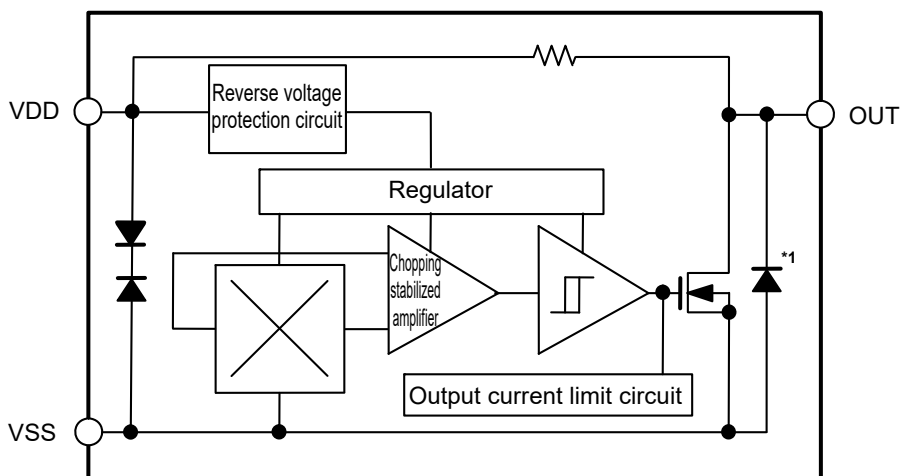 VDD
Reverse voltage
protection circuit
OUT
Regulator
Chopping
stabilized
amplifier
*1
Output current limit circuit
VSS